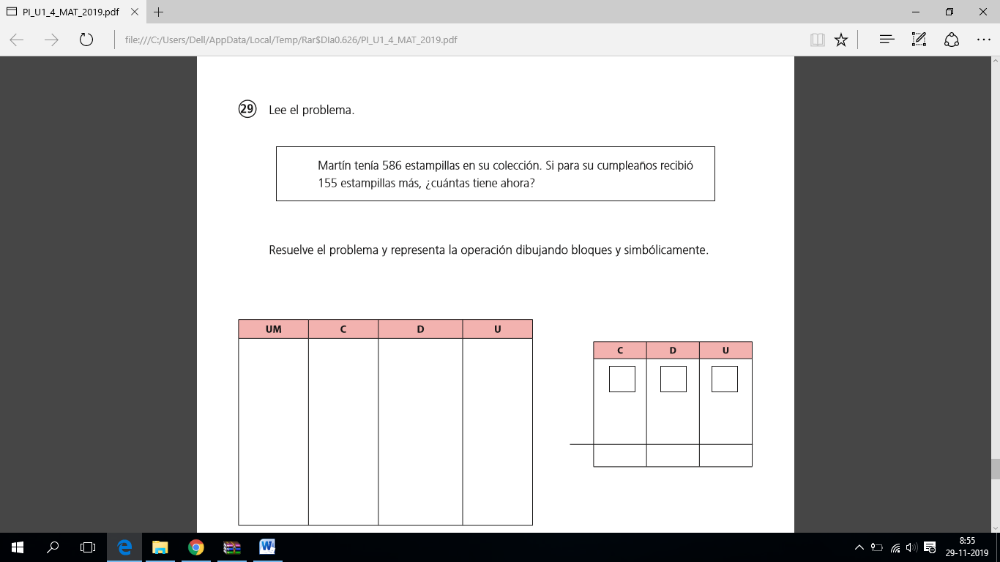 PI_U1_4_MAT_2019.pdf
file:///C:/Users/Dell/AppData/Local/Temp/Rar$DIa0.626/PI_U1_4_MAT_2019.pdf
29 Lee el problema.
Martín tenía 586 estampillas en su colección. Si para su cumpleaños recibió
155 estampillas más, ¿cuántas tiene ahora?
Resuelve el problema y representa la operación dibujando bloques y simbólicamente.
UM C D U
C D U
8:55
29-11-2019